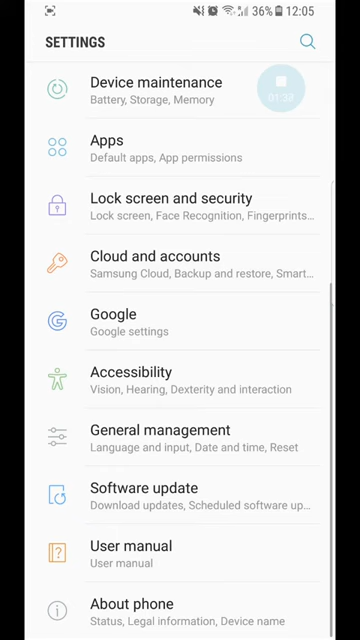 36% 12:05
SETTINGS
Device maintenance
Battery, Storage, Memory
01:37
Apps
Default apps, App permissions
Lock screen and security
Lock screen, Face Recognition, Fingerprints...
Cloud and accounts
Samsung Cloud, Backup and restore, Smart...
Google
Google settings
Accessibility
Vision, Hearing, Dexterity and interaction
General management
Language and input, Date and time, Reset
Software update
Download updates, Scheduled software up...
User manual
User manual
About phone
Status, Legal information, Device name